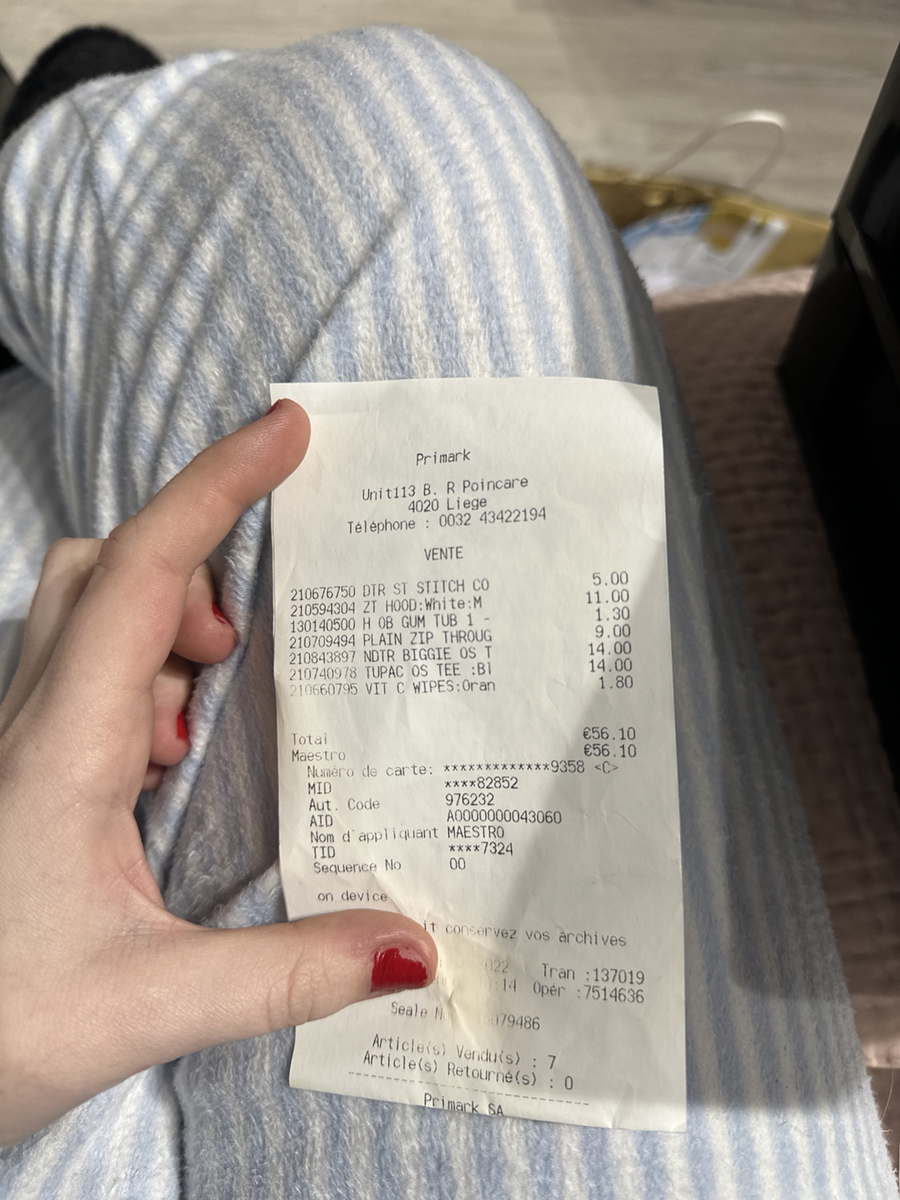 Primark
Unit113 B. R Poincare
4020 Liege
Téléphone : 0032 43422194
VENTE
210676750 DTR ST STITCH CO 5.00
210594304 ZT HOOD:White:M 11.00
130140500 H OB GUM TUB 1 - 1.30
210709494 PLAIN ZIP THROUG 9.00
210843897 NDTR BIGGIE OS T 14.00
210740978 TUPAC OS TEE :Bl 14.00
210660795 VIT C WIPES:Oran 1.80
Total €56.10
Maestro €56.10
Numéro de carte: *************9358 <C>
MID ****82852
Aut. Code 976232
AID A0000000043060
Nom d'appliquant MAESTRO
TID ****7324
Sequence No 00
on device
conservez vos archives
Tran :137019
Opér :7514636
Seale
Article(s) Vendu(s) : 7
Article(s) Retourné(s) : 0
Primark SA